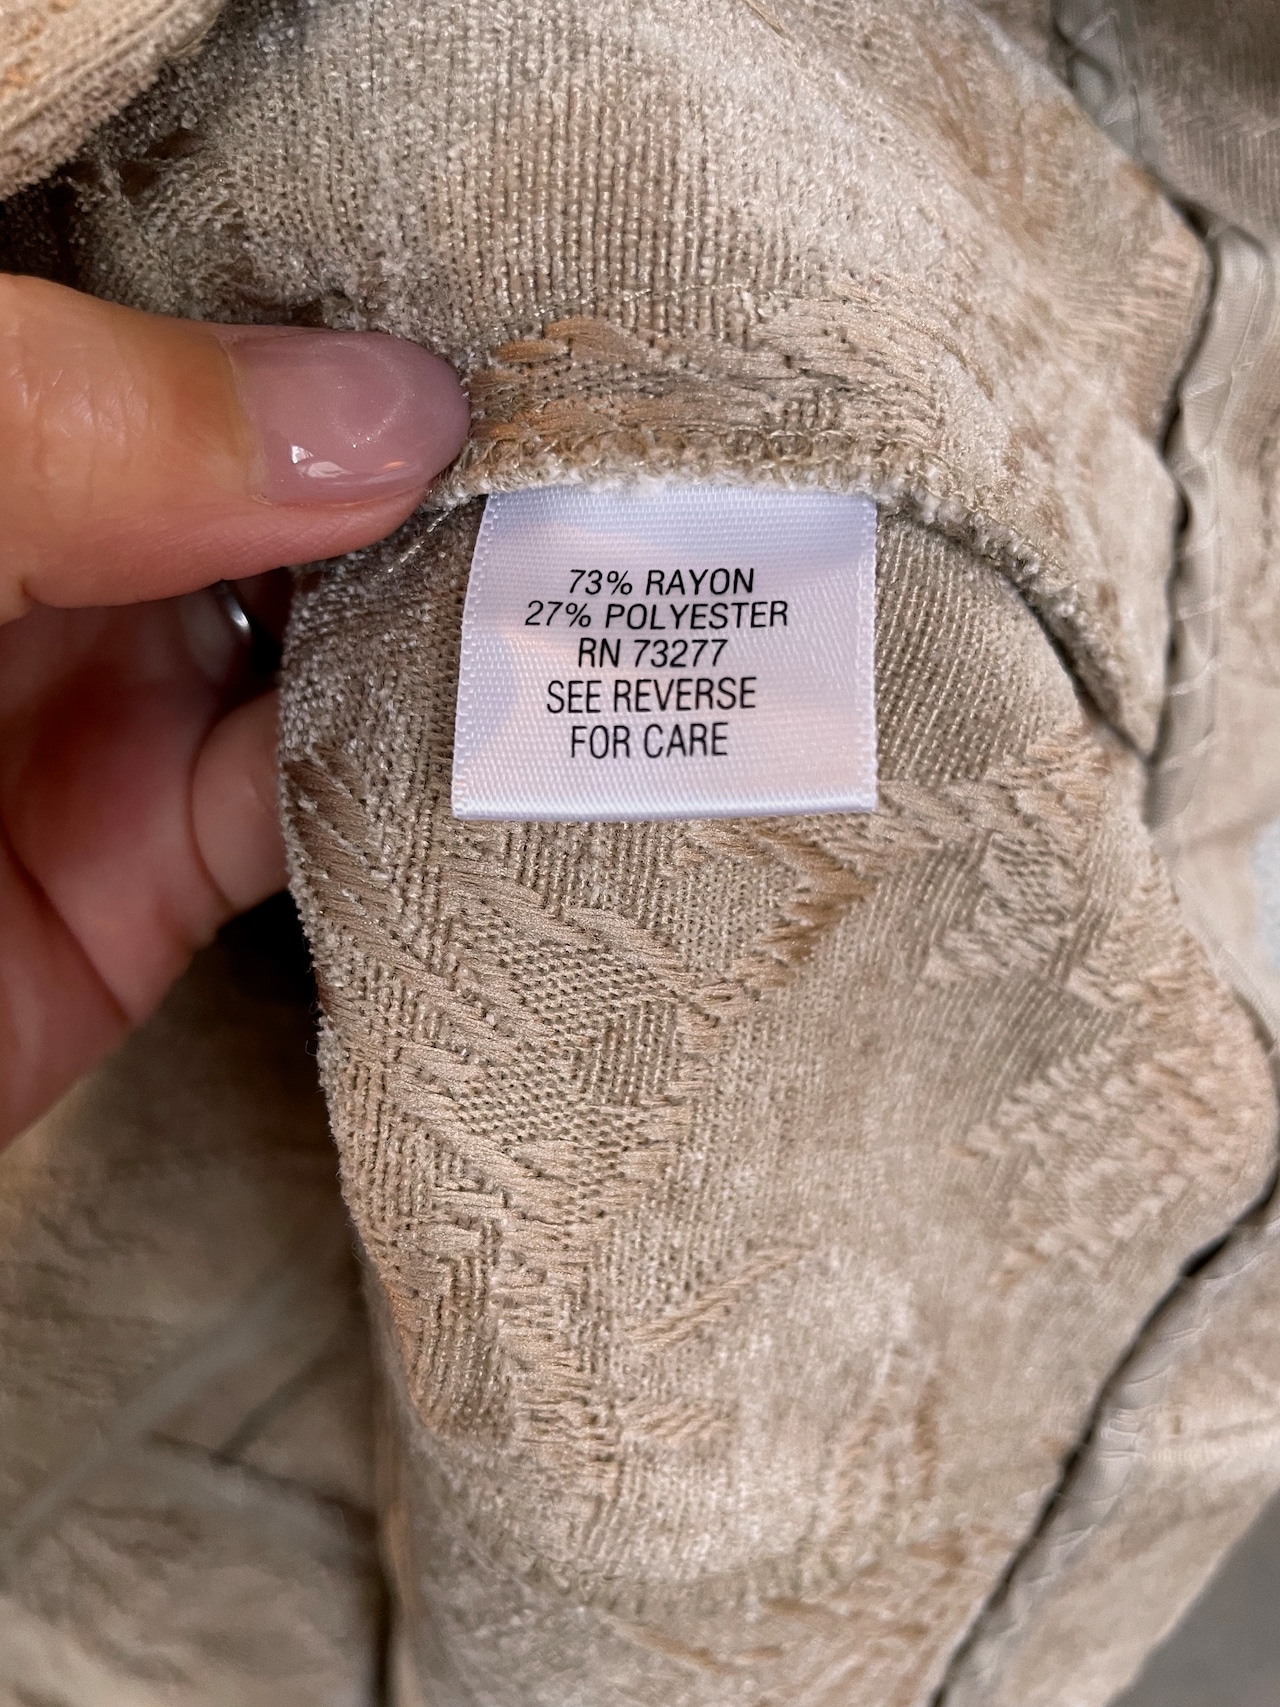 73% RAYON
27% POLYESTER
RN 73277
SEE REVERSE
FOR CARE